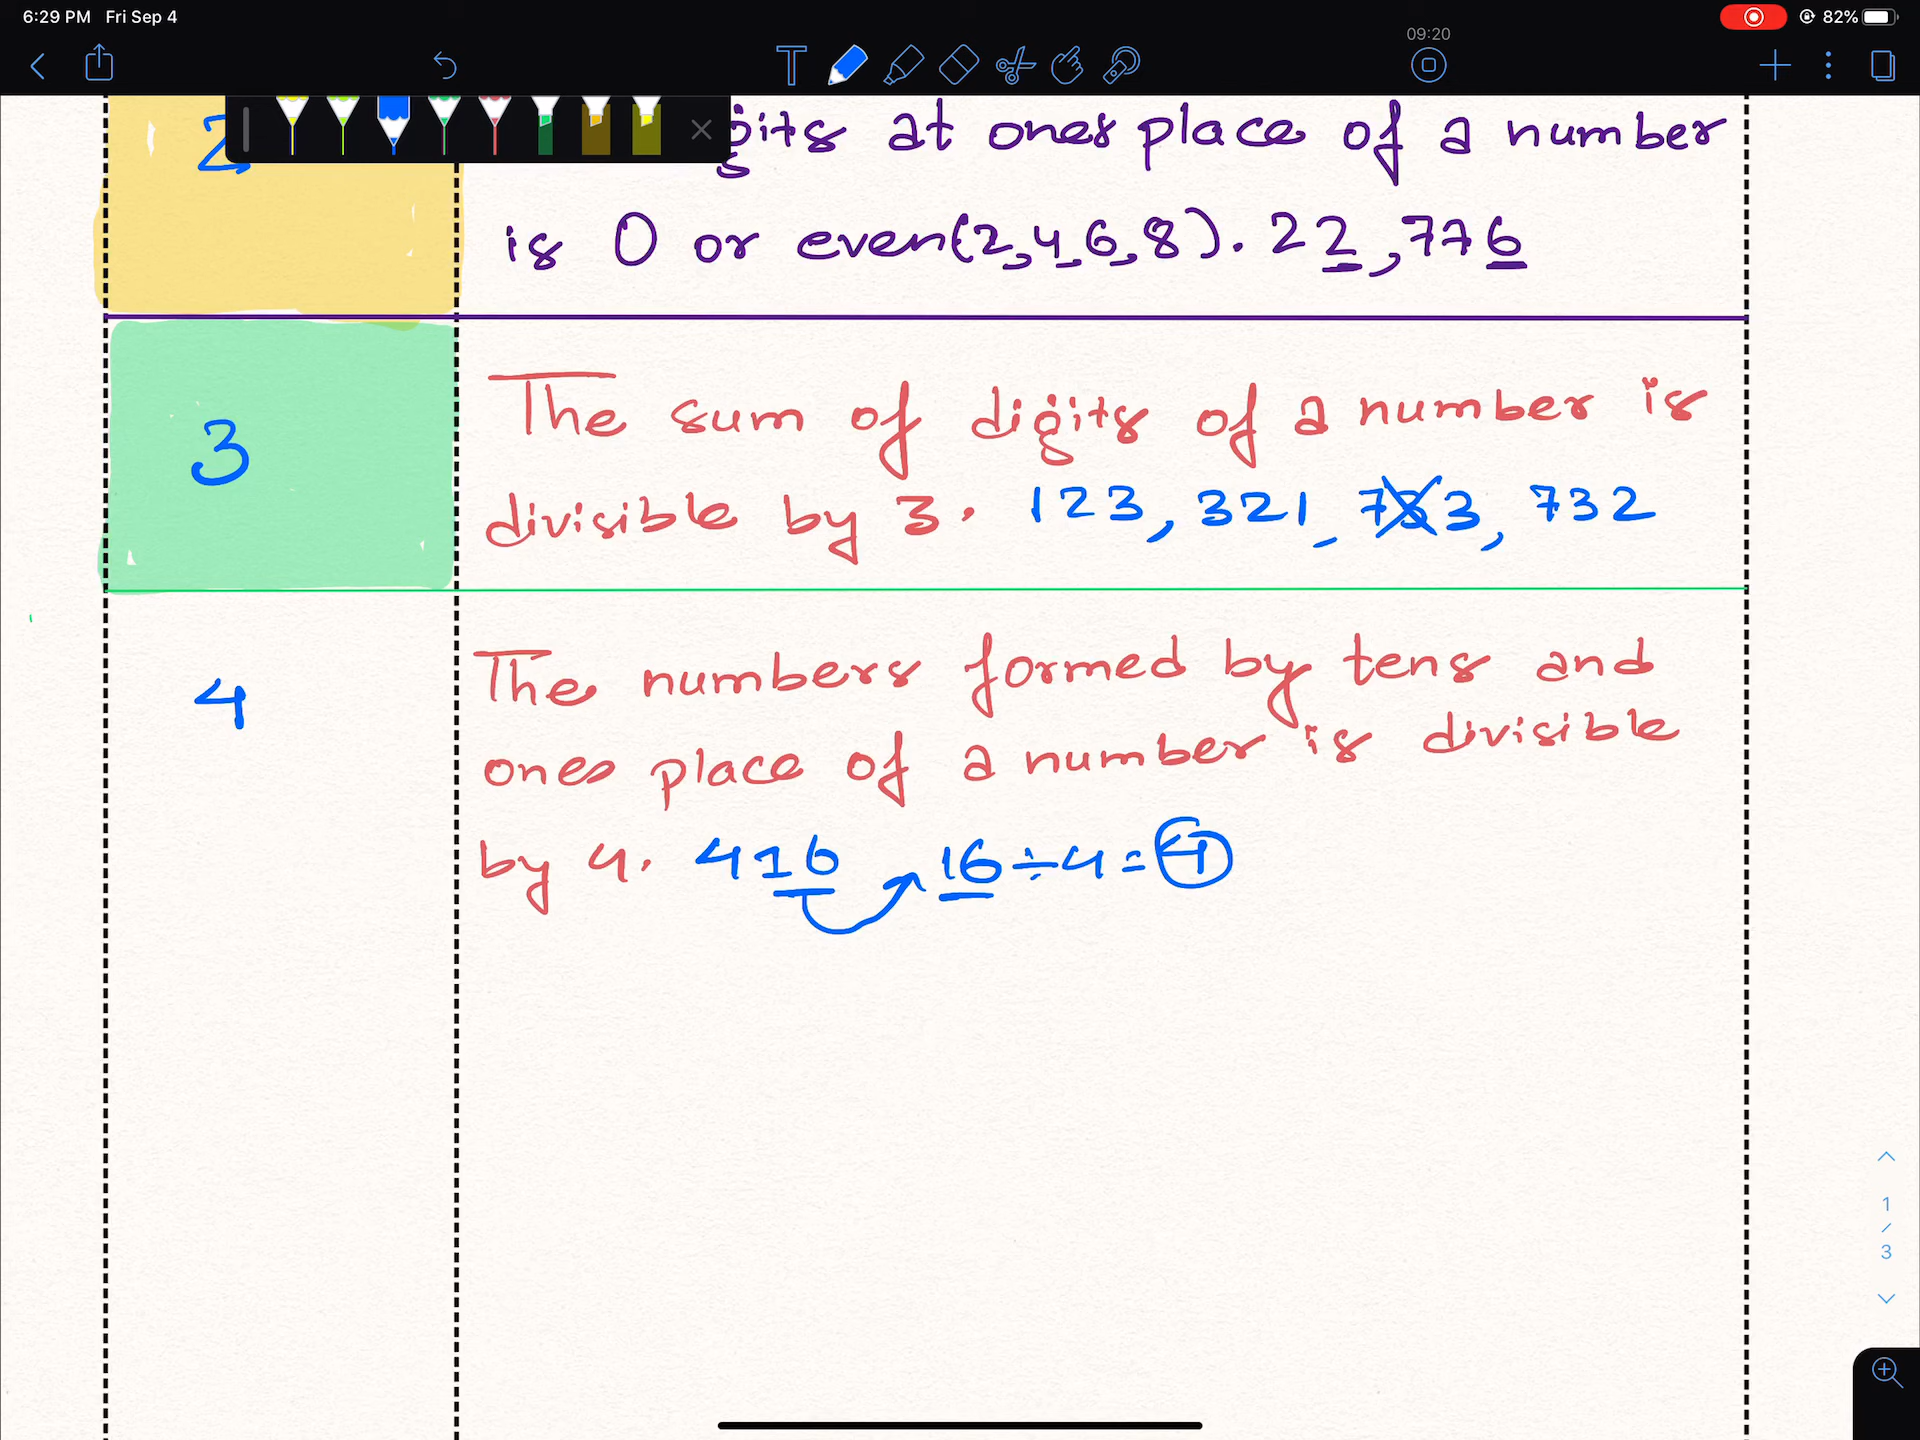 6:29 PM Fri Sep 4
82%
09:20
2, gits at ones place of a number
is 0 or even(2,4,6,8). 22,776
3
The sum of digits of a number is
divisible by 3. 123, 321, 733, 732
4
The numbers formed by tens and
ones place of a number is divisible
by 4. 416 16÷4=4
1
/
3